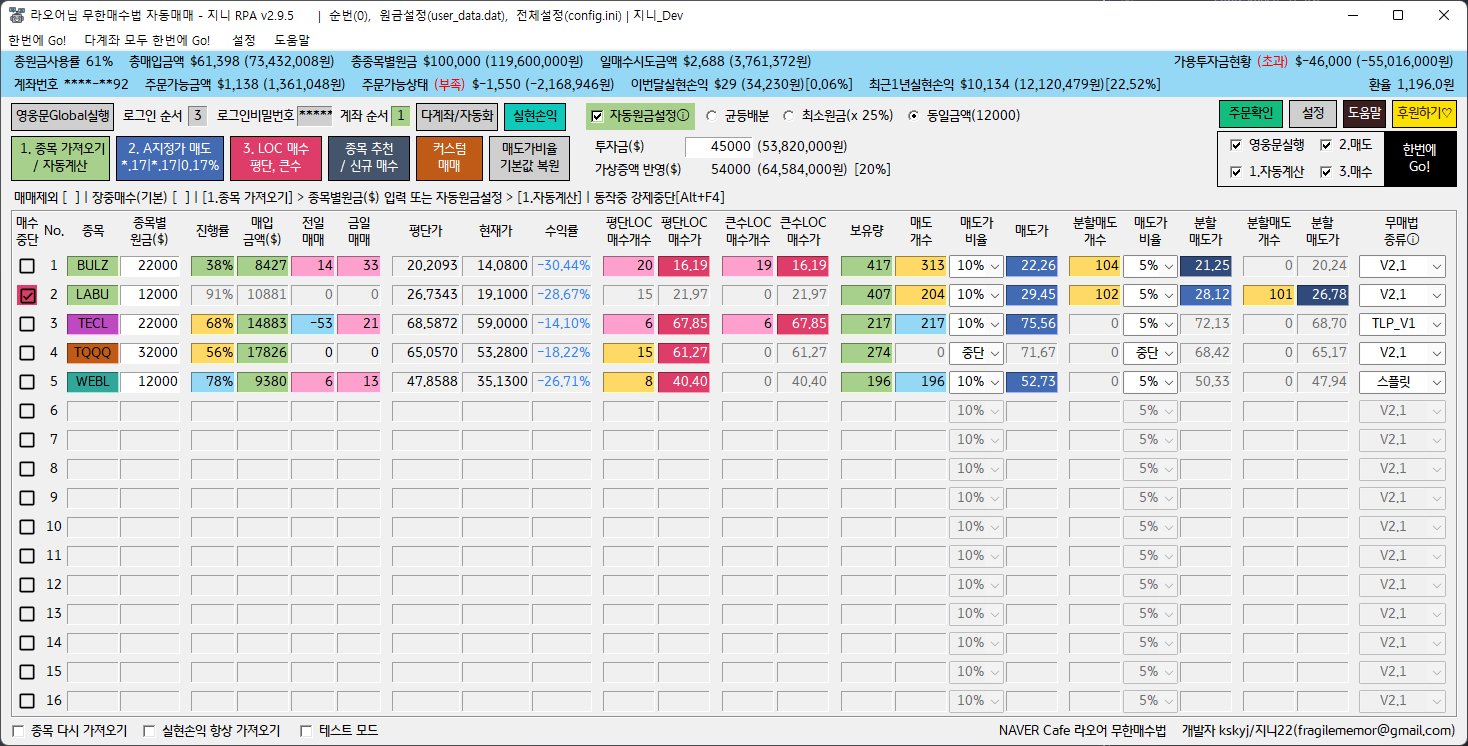 라오어님 무한매수법 자동매매 - 지니 RPA v2.9.5 | 순번(0), 원금설정(user_data.dat), 전체설정(config.ini) | 지니_Dev
한번에 Go! 다계좌 모두 한번에 Go! 설정 도움말
총원금사용률 61% 총매입금액 $61,398 (73,432,008원) 총종목별원금 $100,000 (119,600,000원) 일매수시도금액 $2,688 (3,761,372원) 가용투자금현황 (초과) $-46,000 (-55,016,000원)
계좌번호 ****-**92 주문가능금액 $1,138 (1,361,048원) 주문가능상태 (부족) $-1,550 (-2,168,946원) 이번달실현손익 $29 (34,230원)[0.06%] 최근1년실현손익 $10,134 (12,120,479원)[22.52%] 환율 1,196.0원
영웅문Global실행 로그인 순서 3 로그인비밀번호 ***** 계좌 순서 1 다계좌/자동화 실현손익 자동원금설정ⓘ 균등배분 최소원금(x 25%) 동일금액(12000) 주문확인 설정 도움말 후원하기♡
1. 종목 가져오기 / 자동계산
2. A지정가 매도 *.17|*.17|0.17%
3. LOC 매수 평단, 큰수
종목 추천 / 신규 매수
커스텀 매매
매도가비율 기본값 복원
투자금($) 45000 (53,820,000원)
가상증액 반영($) 54000 (64,584,000원) [20%]
영웅문실행 2.매도
1.자동계산 3.매수
한번에 Go!
매매제외 [ ] | 장중매수(기본) [ ] | [1.종목 가져오기] > 종목별원금($) 입력 또는 자동원금설정 > [1.자동계산] | 동작중 강제중단[Alt+F4]
매수 중단 No. 종목 종목별 원금($) 진행률 매입 금액($) 전일 매매 금일 매매 평단가 현재가 수익률 평단LOC 매수개수 평단LOC 매수가 큰수LOC 매수개수 큰수LOC 매수가 보유량 매도 개수 매도가 비율 매도가 분할매도 개수 매도가 비율 분할 매도가 분할매도 개수 분할 매도가 무매법 종류ⓘ
1 BULZ 22000 38% 8427 14 33 20.2093 14.0800 -30.44% 20 16.19 19 16.19 417 313 10% 22.26 104 5% 21.25 0 20.24 V2.1
2 LABU 12000 91% 10881 0 0 26.7343 19.1000 -28.67% 15 21.97 0 21.97 407 204 10% 29.45 102 5% 28.12 101 26.78 V2.1
3 TECL 22000 68% 14883 -53 21 68.5872 59.0000 -14.10% 6 67.85 6 67.85 217 217 10% 75.56 0 5% 72.13 0 68.70 TLP_V1
4 TQQQ 32000 56% 17826 0 0 65.0570 53.2800 -18.22% 15 61.27 0 61.27 274 0 중단 71.67 0 중단 68.42 0 65.17 V2.1
5 WEBL 12000 78% 9380 6 13 47.8588 35.1300 -26.71% 8 40.40 0 40.40 196 196 10% 52.73 0 5% 50.33 0 47.94 스플릿
6 10% 5% V2.1
7 10% 5% V2.1
8 10% 5% V2.1
9 10% 5% V2.1
10 10% 5% V2.1
11 10% 5% V2.1
12 10% 5% V2.1
13 10% 5% V2.1
14 10% 5% V2.1
15 10% 5% V2.1
16 10% 5% V2.1
종목 다시 가져오기 실현손익 항상 가져오기 테스트 모드 NAVER Cafe 라오어 무한매수법 개발자 kskyj/지니22(fragilememor@gmail.com)